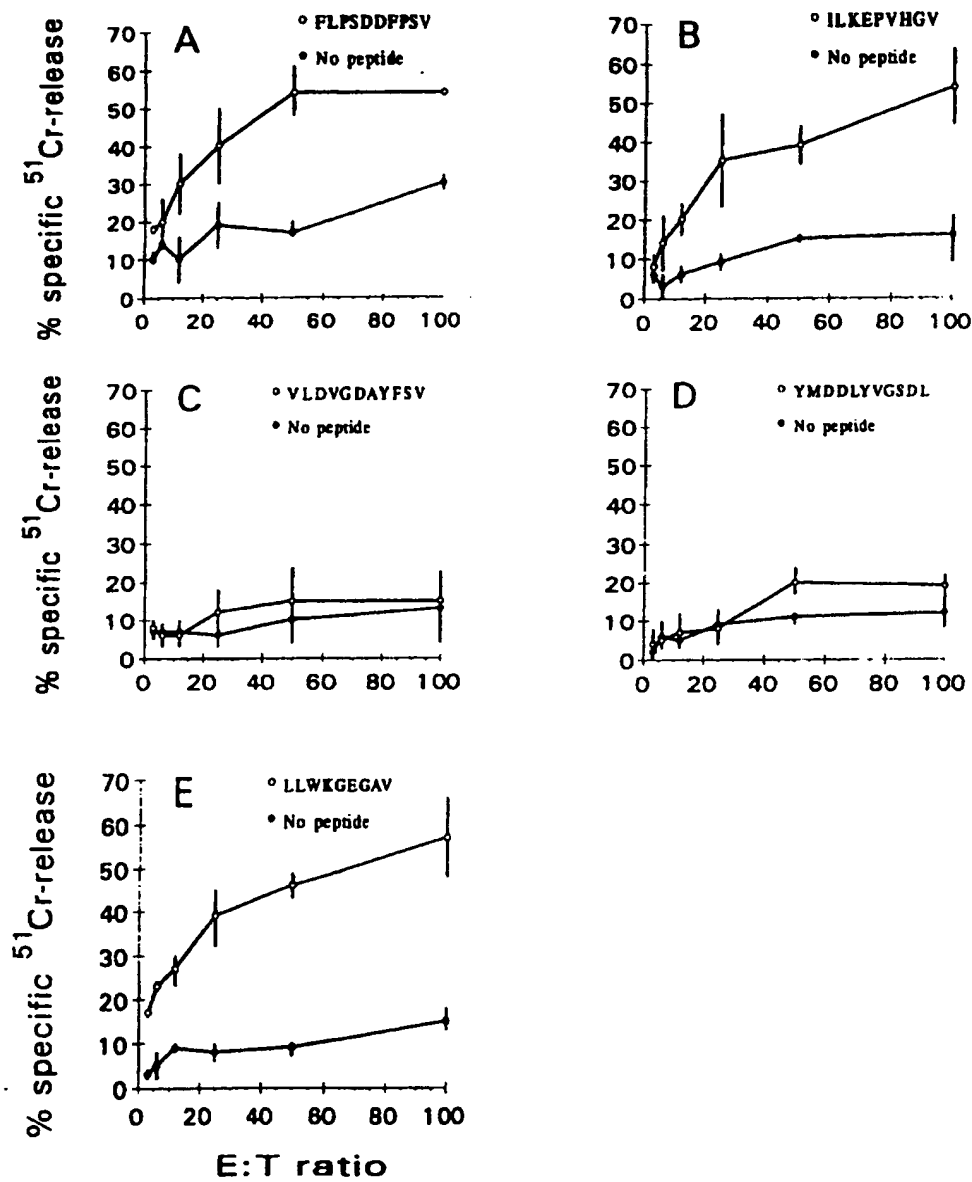 A
FLPSDDFPSV
No peptide
% specific 51Cr-release
70
60
50
40
30
20
10
0
0 20 40 60 80 100
B
ILKEPVHGV
No peptide
70
60
50
40
30
20
10
0
0 20 40 60 80 100
C
VLDVGDAYFSV
No peptide
% specific 51Cr-release
70
60
50
40
30
20
10
0
0 20 40 60 80 100
D
YMDDLYVGSDL
No peptide
70
60
50
40
30
20
10
0
0 20 40 60 80 100
E
LLWKGEGAV
No peptide
% specific 51Cr-release
70
60
50
40
30
20
10
0
0 20 40 60 80 100
E:T ratio